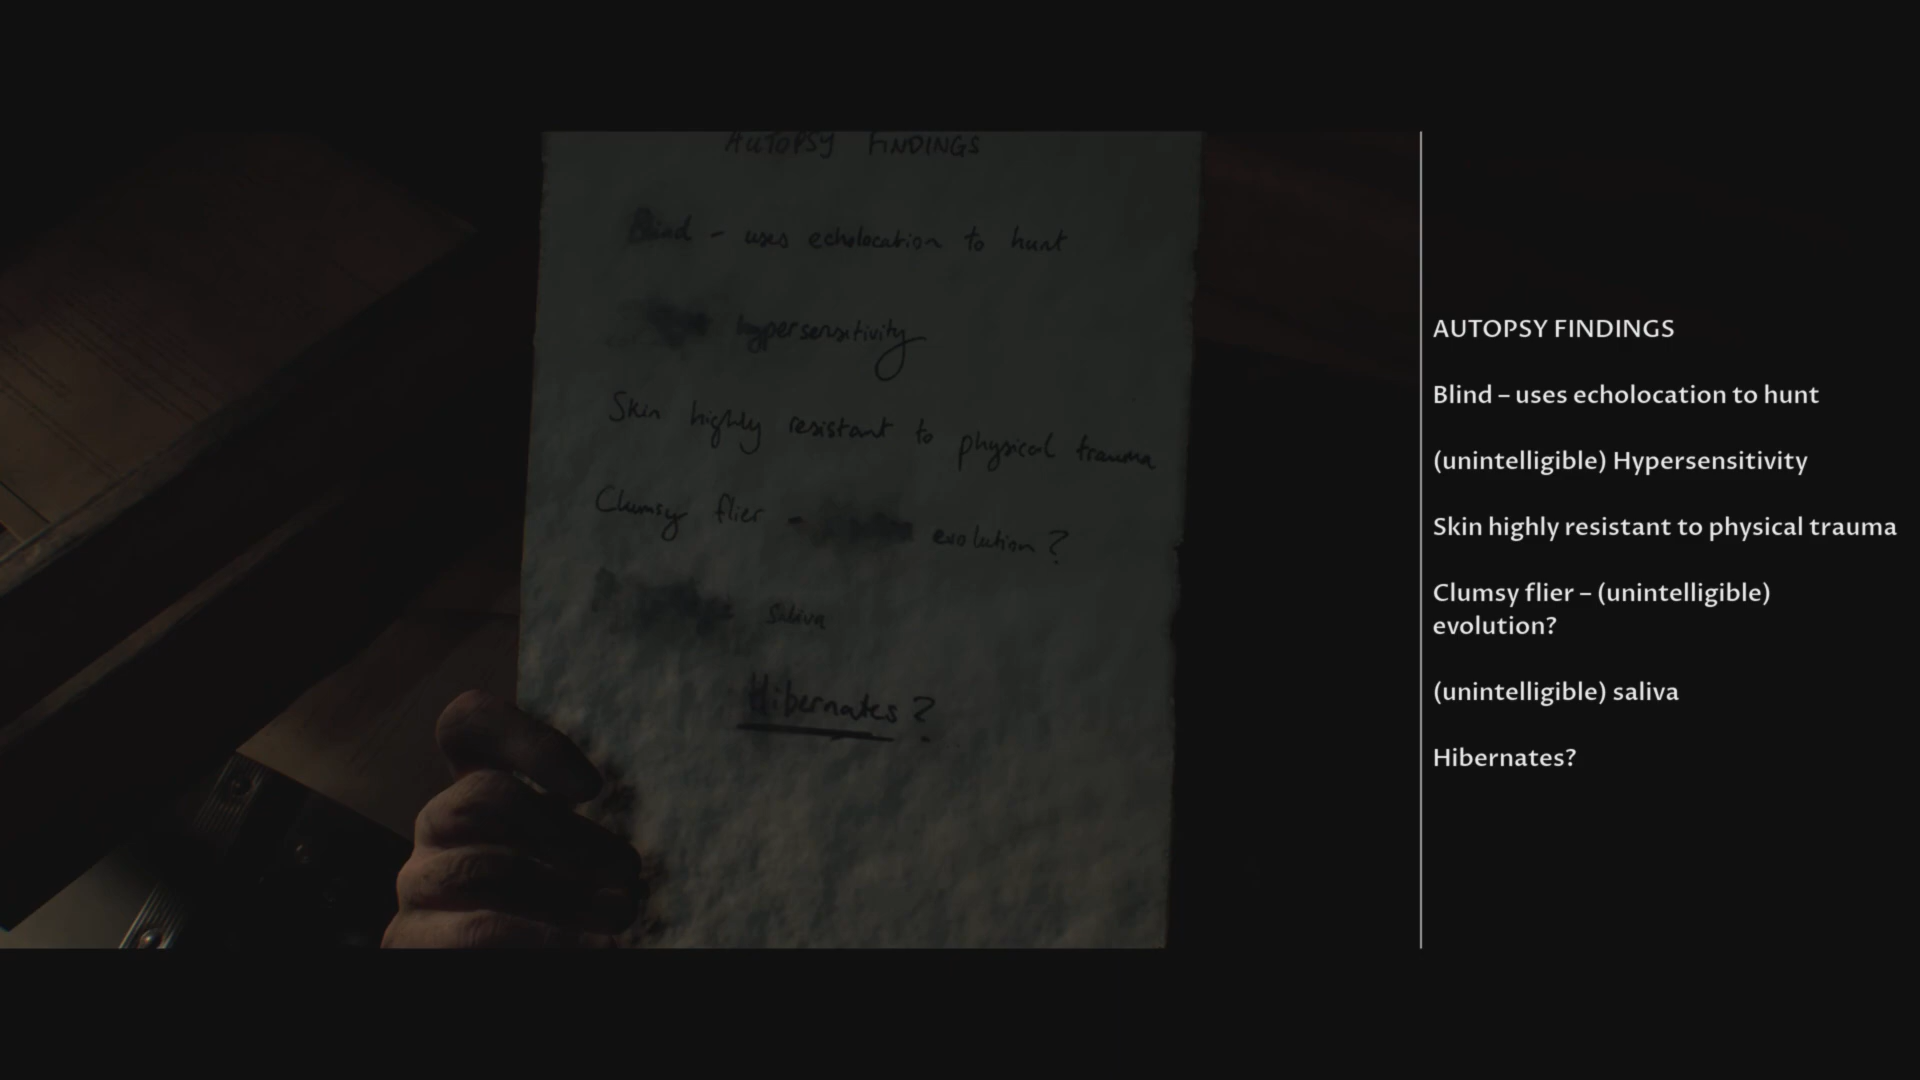 AUTOPSY FINDINGS
Blind - uses echolocation to hunt
hypersensitivity
Skin highly resistant to physical trauma
Clumsy flier - evolution?
saliva
Hibernates?
AUTOPSY FINDINGS
Blind – uses echolocation to hunt
(unintelligible) Hypersensitivity
Skin highly resistant to physical trauma
Clumsy flier – (unintelligible)
evolution?
(unintelligible) saliva
Hibernates?